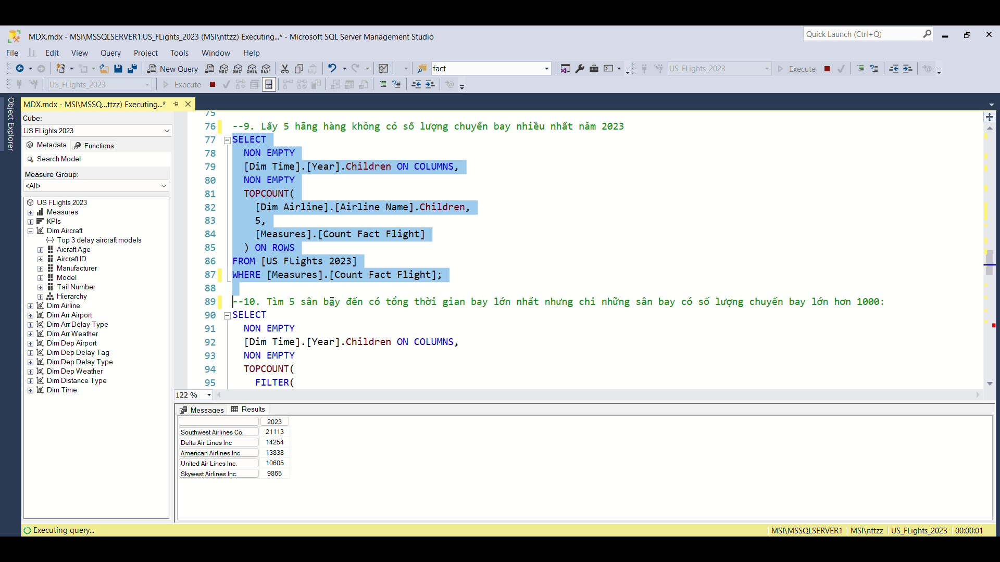 MDX.mdx - MSI\MSSQLSERVER1.US_FLights_2023 (MSI\nttzz) Executing...* - Microsoft SQL Server Management Studio
Quick Launch (Ctrl+Q)
File Edit View Query Project Tools Window Help
New Query MDX DMX XMLA DAX fact US_FLights_2023 Execute
US_FLights_2023 Execute
Object Explorer
MDX.mdx - MSI\MSSQ...ttzz) Executing...*
Cube:
US FLights 2023
Metadata Functions
Search Model
Measure Group:
<All>
US FLights 2023
Measures
KPIs
Dim Aircraft
Top 3 delay aircraft models
Aicraft Age
Aircraft ID
Manufacturer
Model
Tail Number
Hierarchy
Dim Airline
Dim Arr Airport
Dim Arr Delay Type
Dim Arr Weather
Dim Dep Airport
Dim Dep Delay Tag
Dim Dep Delay Type
Dim Dep Weather
Dim Distance Type
Dim Time
75
76 --9. Lấy 5 hãng hàng không có số lượng chuyến bay nhiều nhất năm 2023
77 SELECT
78 NON EMPTY
79 [Dim Time].[Year].Children ON COLUMNS,
80 NON EMPTY
81 TOPCOUNT(
82 [Dim Airline].[Airline Name].Children,
83 5,
84 [Measures].[Count Fact Flight]
85 ) ON ROWS
86 FROM [US FLights 2023]
87 WHERE [Measures].[Count Fact Flight];
88
89 --10. Tìm 5 sân bay đến có tổng thời gian bay lớn nhất nhưng chỉ những sân bay có số lượng chuyến bay lớn hơn 1000:
90 SELECT
91 NON EMPTY
92 [Dim Time].[Year].Children ON COLUMNS,
93 NON EMPTY
94 TOPCOUNT(
95 FILTER(
122 %
Messages Results
2023
Southwest Airlines Co. 21113
Delta Air Lines Inc 14254
American Airlines Inc. 13838
United Air Lines Inc. 10605
Skywest Airlines Inc. 9865
Executing query... MSI\MSSQLSERVER1 MSI\nttzz US_FLights_2023 00:00:01